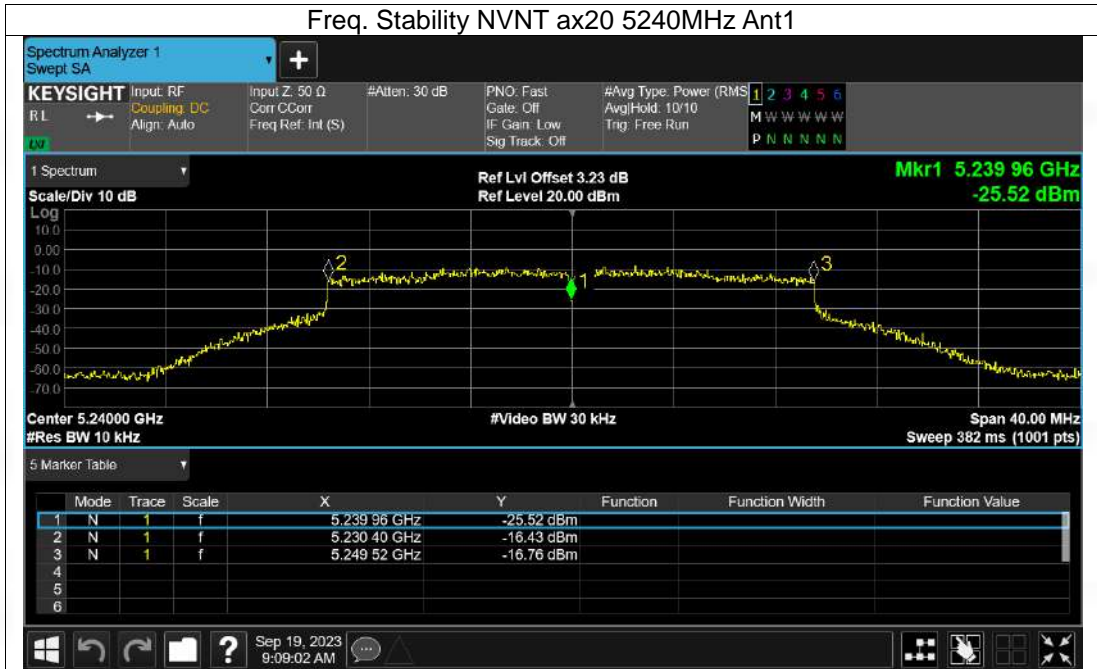 Freq. Stability NVNT ax20 5240MHz Ant1
Spectrum Analyzer 1
Swept SA
+
KEYSIGHT Input: RF Input Z: 50 Ω #Atten: 30 dB PNO: Fast #Avg Type: Power (RMS 1 2 3 4 5 6
R L Coupling: DC Corr CCorr Gate: Off Avg|Hold: 10/10 M W W W W W
Align: Auto Freq Ref: Int (S) IF Gain: Low Trig: Free Run
LXI Sig Track: Off P N N N N N
1 Spectrum Ref Lvl Offset 3.23 dB Mkr1 5.239 96 GHz
Scale/Div 10 dB Ref Level 20.00 dBm -25.52 dBm
Log
10.0
0.00
-10.0 2 3
-20.0 1
-30.0
-40.0
-50.0
-60.0
-70.0
Center 5.24000 GHz #Video BW 30 kHz Span 40.00 MHz
#Res BW 10 kHz Sweep 382 ms (1001 pts)
5 Marker Table
Mode Trace Scale X Y Function Function Width Function Value
1 N 1 f 5.239 96 GHz -25.52 dBm
2 N 1 f 5.230 40 GHz -16.43 dBm
3 N 1 f 5.249 52 GHz -16.76 dBm
4
5
6
? Sep 19, 2023
9:09:02 AM